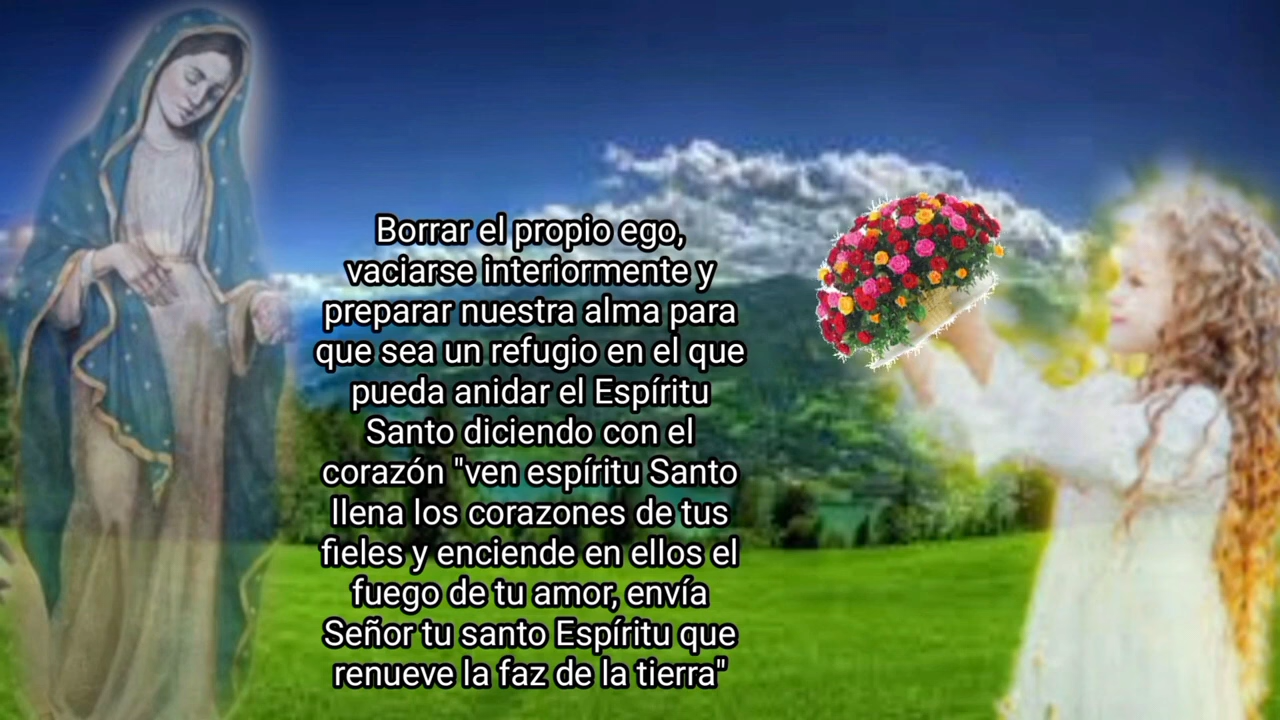 Borrar el propio ego,
vaciarse interiormente y
preparar nuestra alma para
que sea un refugio en el que
pueda anidar el Espíritu
Santo diciendo con el
corazón "ven espíritu Santo
llena los corazones de tus
fieles y enciende en ellos el
fuego de tu amor, envía
Señor tu santo Espíritu que
renueve la faz de la tierra"